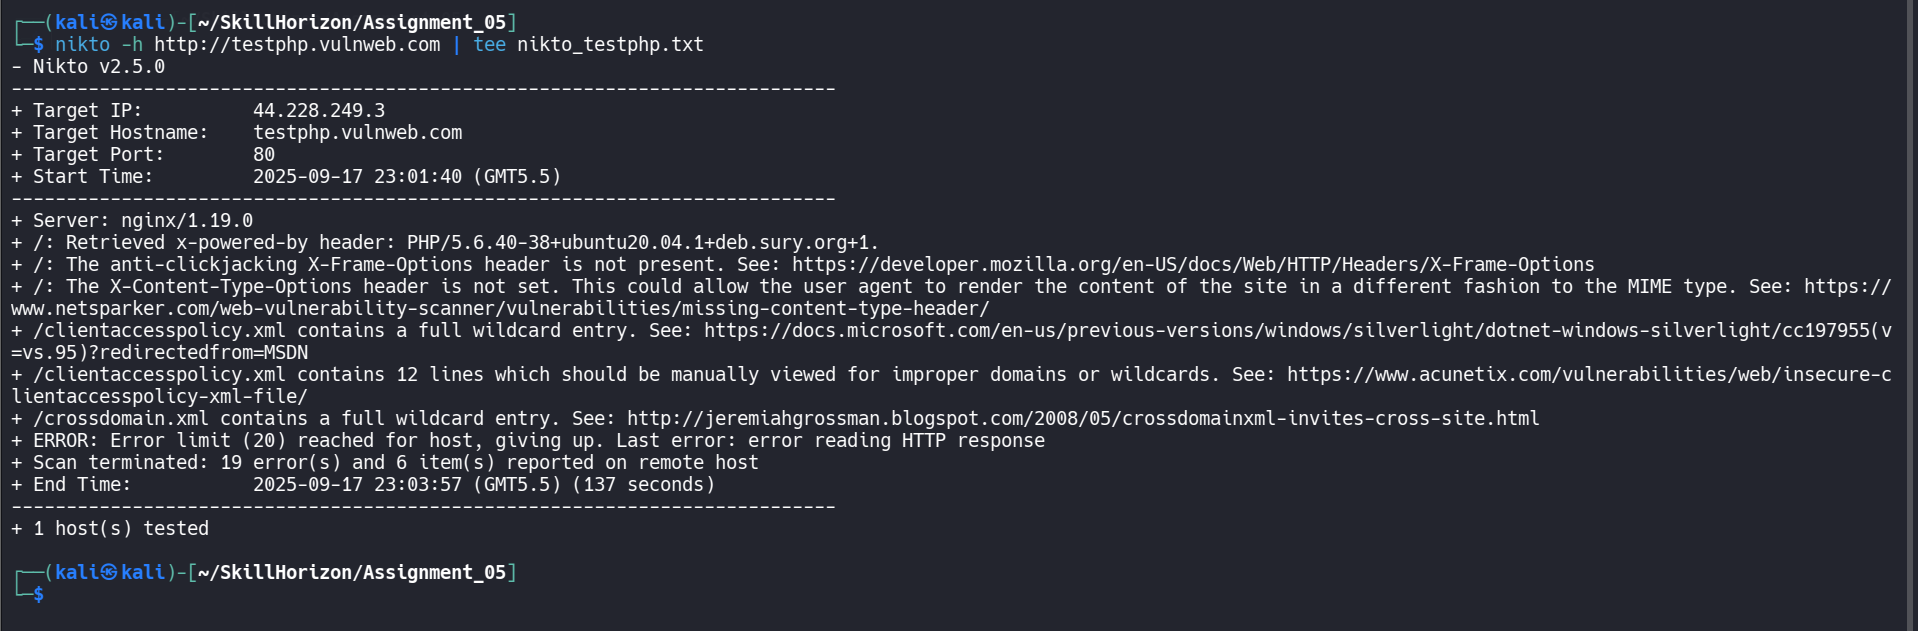 ┌──(kali㉿kali)-[~/SkillHorizon/Assignment_05]
└─$ nikto -h http://testphp.vulnweb.com | tee nikto_testphp.txt
- Nikto v2.5.0
---------------------------------------------------------------------------
+ Target IP:          44.228.249.3
+ Target Hostname:    testphp.vulnweb.com
+ Target Port:        80
+ Start Time:         2025-09-17 23:01:40 (GMT5.5)
---------------------------------------------------------------------------
+ Server: nginx/1.19.0
+ /: Retrieved x-powered-by header: PHP/5.6.40-38+ubuntu20.04.1+deb.sury.org+1.
+ /: The anti-clickjacking X-Frame-Options header is not present. See: https://developer.mozilla.org/en-US/docs/Web/HTTP/Headers/X-Frame-Options
+ /: The X-Content-Type-Options header is not set. This could allow the user agent to render the content of the site in a different fashion to the MIME type. See: https://
www.netsparker.com/web-vulnerability-scanner/vulnerabilities/missing-content-type-header/
+ /clientaccesspolicy.xml contains a full wildcard entry. See: https://docs.microsoft.com/en-us/previous-versions/windows/silverlight/dotnet-windows-silverlight/cc197955(v
=vs.95)?redirectedfrom=MSDN
+ /clientaccesspolicy.xml contains 12 lines which should be manually viewed for improper domains or wildcards. See: https://www.acunetix.com/vulnerabilities/web/insecure-c
lientaccesspolicy-xml-file/
+ /crossdomain.xml contains a full wildcard entry. See: http://jeremiahgrossman.blogspot.com/2008/05/crossdomainxml-invites-cross-site.html
+ ERROR: Error limit (20) reached for host, giving up. Last error: error reading HTTP response
+ Scan terminated: 19 error(s) and 6 item(s) reported on remote host
+ End Time:           2025-09-17 23:03:57 (GMT5.5) (137 seconds)
---------------------------------------------------------------------------
+ 1 host(s) tested
┌──(kali㉿kali)-[~/SkillHorizon/Assignment_05]
└─$